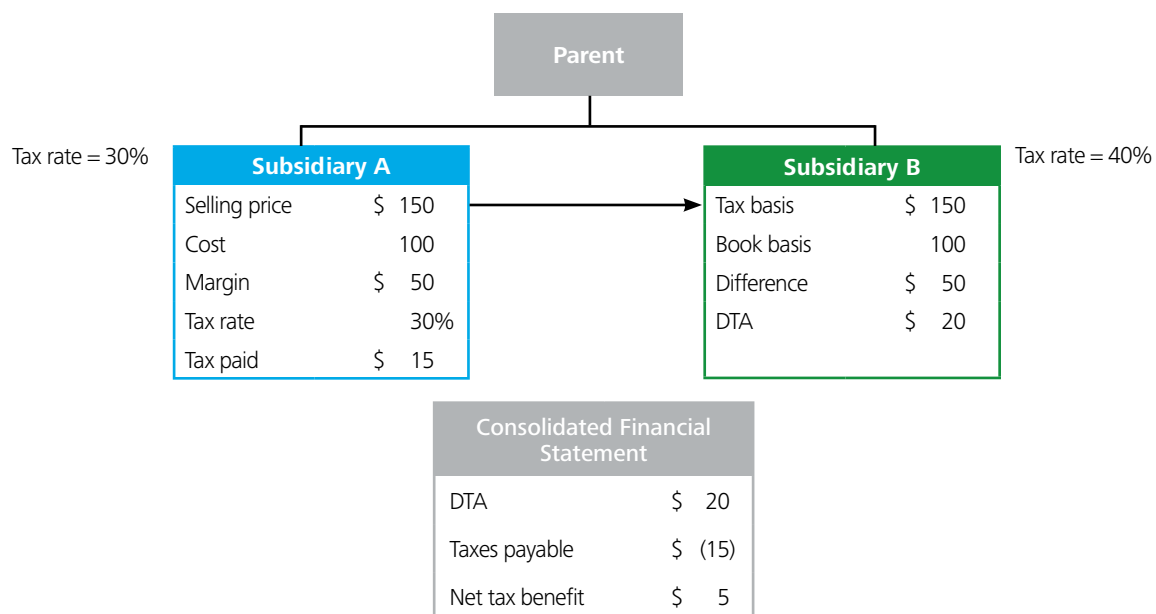 Parent
Tax rate = 30%
Tax rate = 40%
Subsidiary A
Selling price $ 150
Cost 100
Margin $ 50
Tax rate 30%
Tax paid $ 15
Subsidiary B
Tax basis $ 150
Book basis 100
Difference $ 50
DTA $ 20
Consolidated Financial
Statement
DTA $ 20
Taxes payable $ (15)
Net tax benefit $ 5